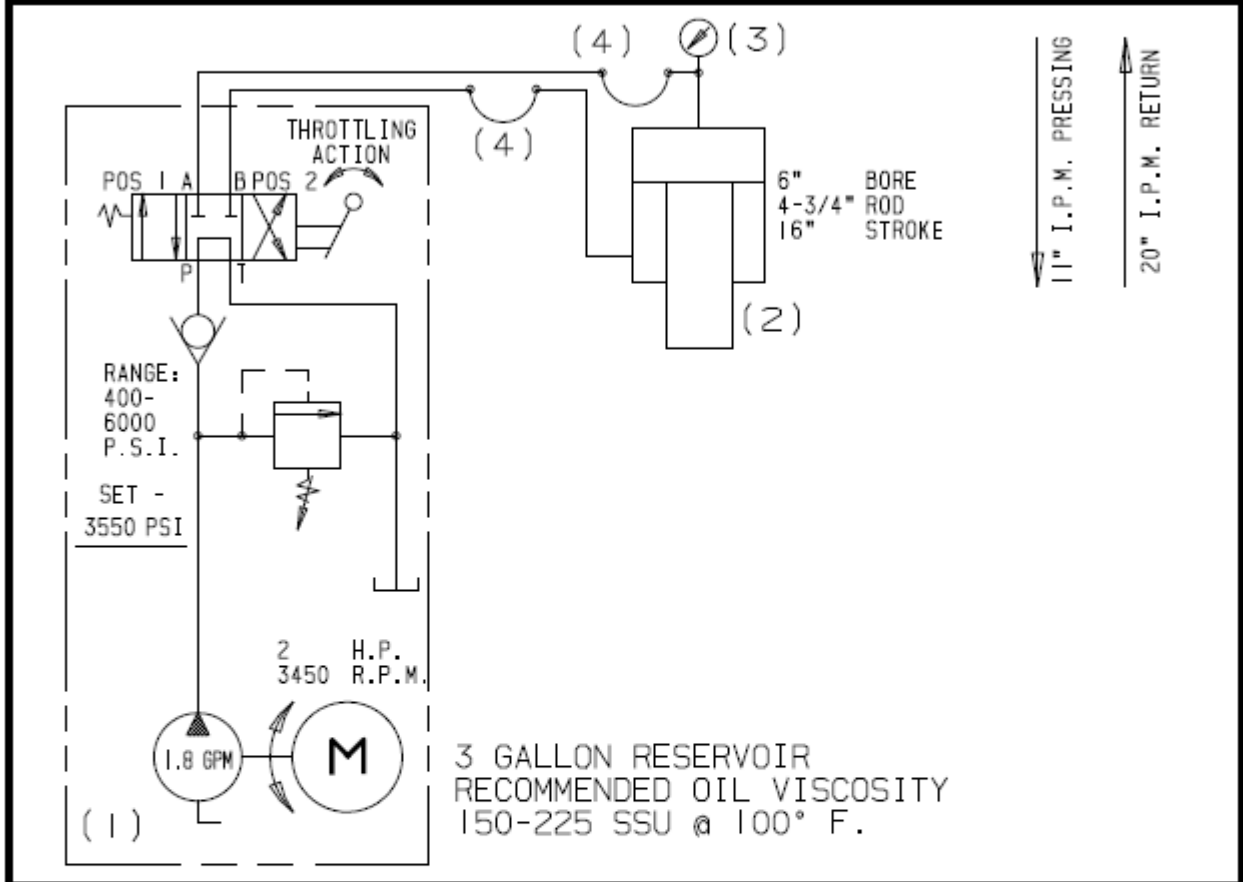 (4)
(3)
(4)
THROTTLING
ACTION
POS 1 A
B POS 2
P
T
6" BORE
4-3/4" ROD
16" STROKE
(2)
11" I.P.M. PRESSING
20" I.P.M. RETURN
RANGE:
400-
6000
P.S.I.
SET -
3550 PSI
2 H.P.
3450 R.P.M.
1.8 GPM
M
(1)
3 GALLON RESERVOIR
RECOMMENDED OIL VISCOSITY
150-225 SSU @ 100° F.